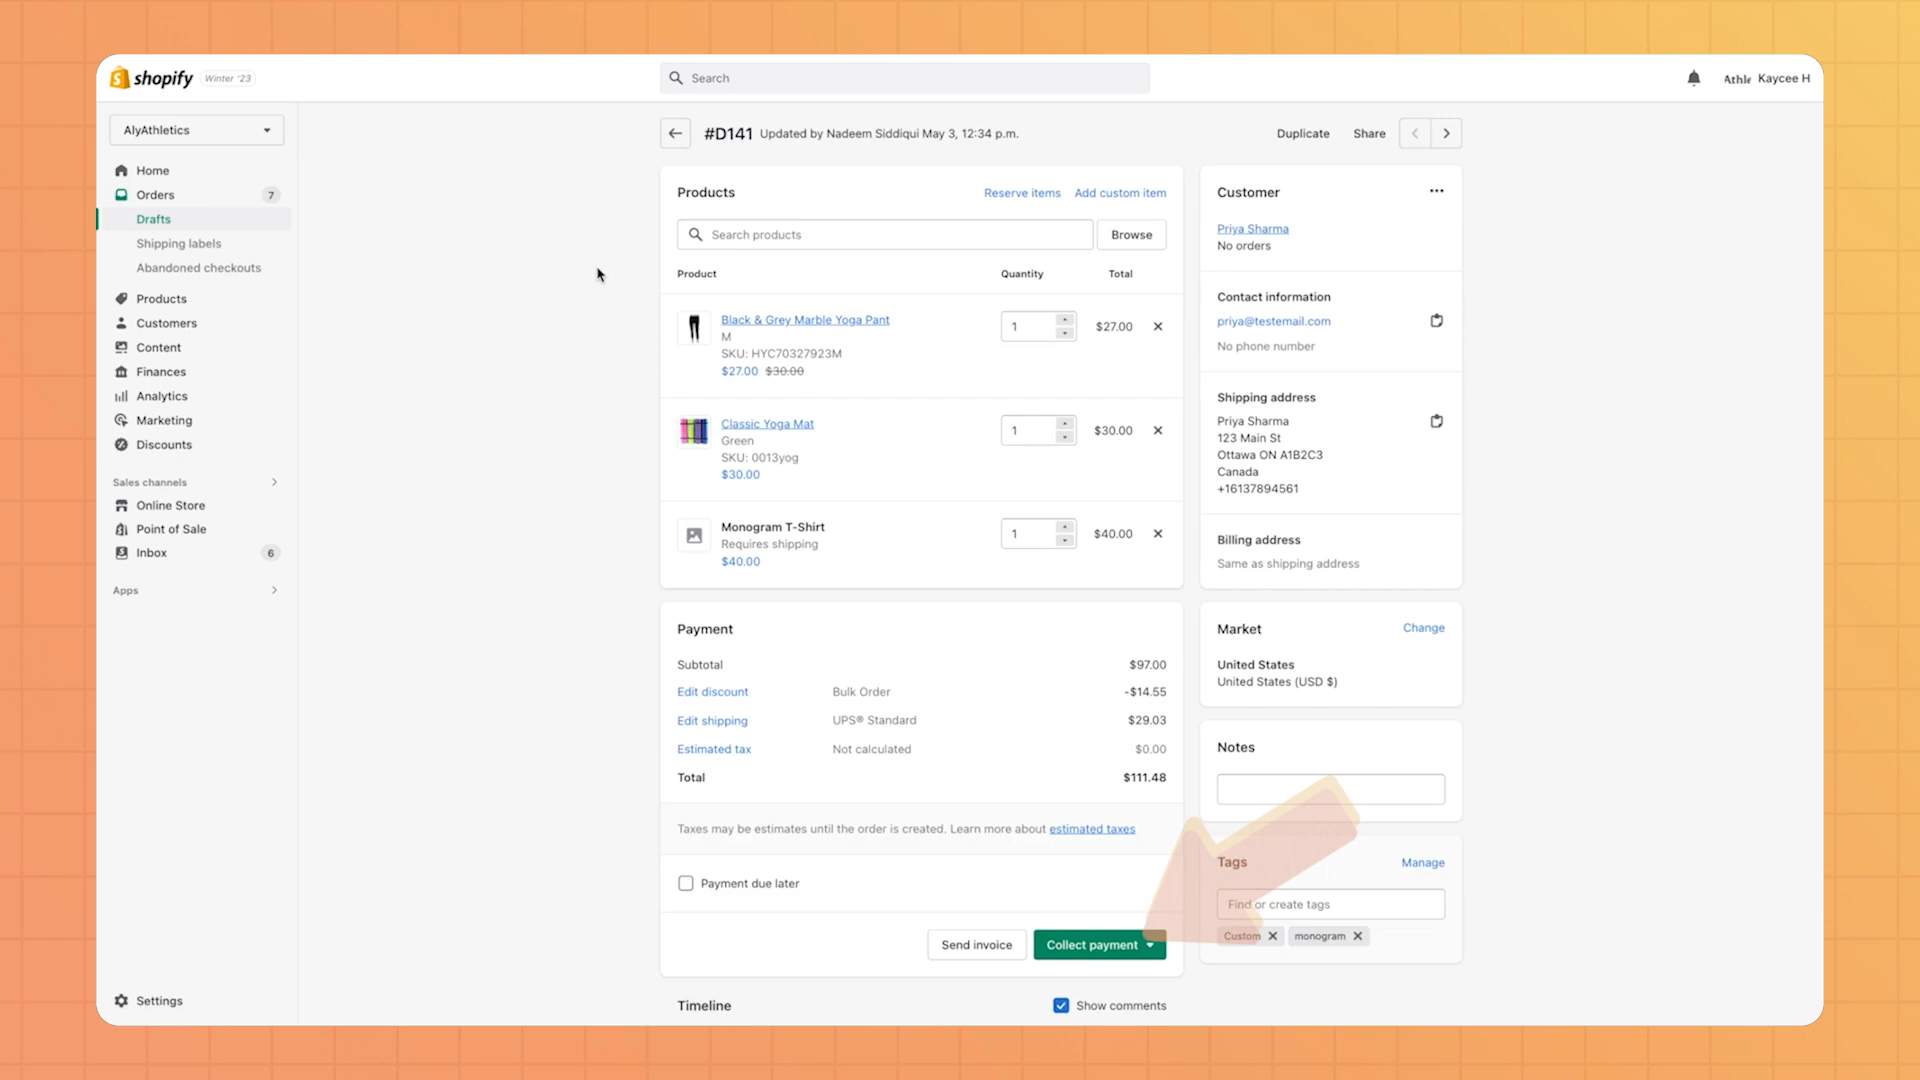 shopify Winter '23
Search
Athle Kaycee H
AlyAthletics
Home
Orders 7
Drafts
Shipping labels
Abandoned checkouts
Products
Customers
Content
Finances
Analytics
Marketing
Discounts
Sales channels
Online Store
Point of Sale
Inbox 6
Apps
Settings
#D141 Updated by Nadeem Siddiqui May 3, 12:34 p.m.
Duplicate Share
Products Reserve items Add custom item
Search products Browse
Product Quantity Total
Black & Grey Marble Yoga Pant 1 $27.00
M
SKU: HYC70327923M
$27.00 $30.00
Classic Yoga Mat 1 $30.00
Green
SKU: 0013yog
$30.00
Monogram T-Shirt 1 $40.00
Requires shipping
$40.00
Payment
Subtotal $97.00
Edit discount Bulk Order -$14.55
Edit shipping UPS® Standard $29.03
Estimated tax Not calculated $0.00
Total $111.48
Taxes may be estimates until the order is created. Learn more about estimated taxes
Payment due later
Send invoice Collect payment
Timeline Show comments
Customer
Priya Sharma
No orders
Contact information
priya@testemail.com
No phone number
Shipping address
Priya Sharma
123 Main St
Ottawa ON A1B2C3
Canada
+16137894561
Billing address
Same as shipping address
Market Change
United States
United States (USD $)
Notes
Tags Manage
Find or create tags
Custom monogram